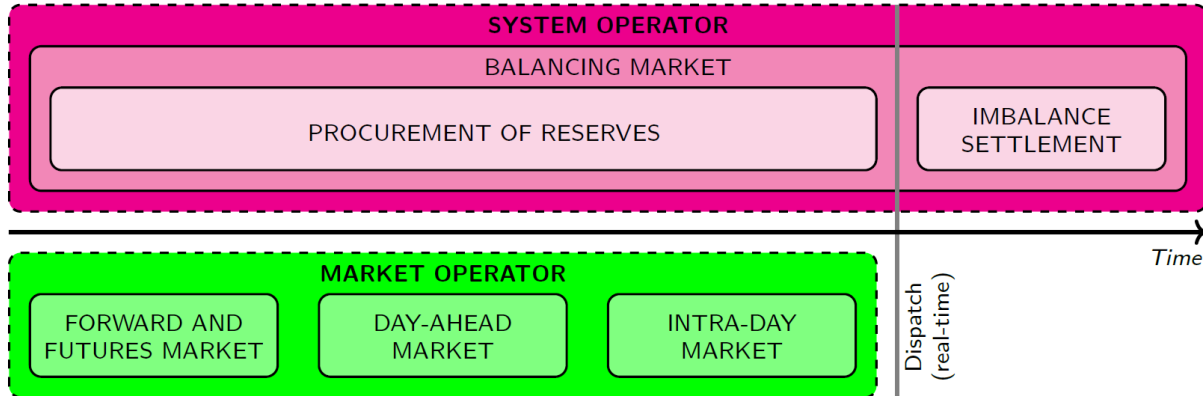 SYSTEM OPERATOR
BALANCING MARKET
PROCUREMENT OF RESERVES
IMBALANCE
SETTLEMENT
Time
MARKET OPERATOR
FORWARD AND
FUTURES MARKET
DAY-AHEAD
MARKET
INTRA-DAY
MARKET
Dispatch
(real-time)